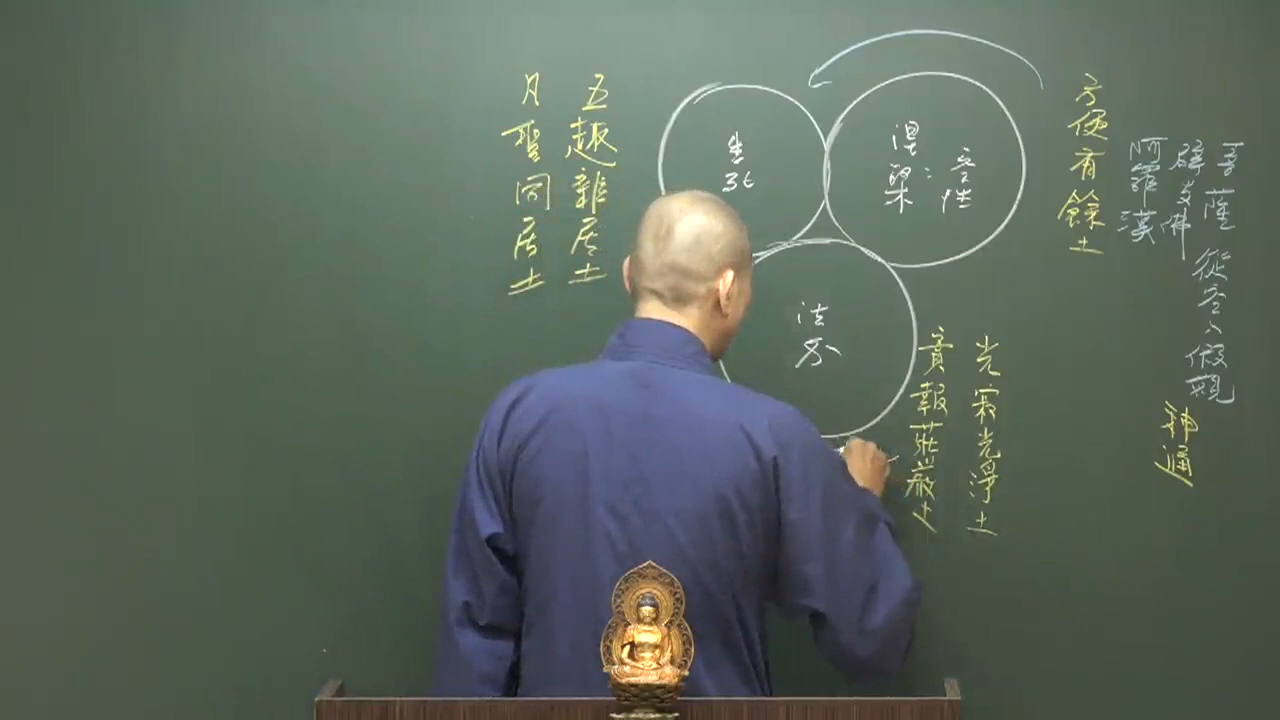 五趣雜居土
凡聖同居土
生死
涅槃：空性
法界
方便有餘土
菩薩
辟支佛
阿羅漢
從空入假觀
神通
實報莊嚴土
常寂光淨土